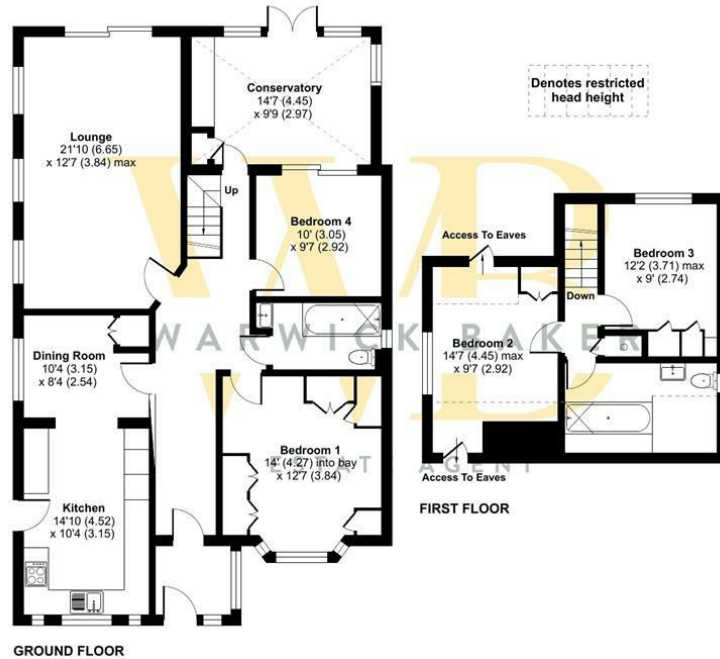 Conservatory
14'7 (4.45)
x 9'9 (2.97)
Denotes restricted
head height
Lounge
21'10 (6.65)
x 12'7 (3.84) max
Up
Bedroom 4
10' (3.05)
x 9'7 (2.92)
Access To Eaves
Bedroom 3
12'2 (3.71) max
x 9' (2.74)
Down
WB
WARWICK BAKER
ESTATE AGENT
Dining Room
10'4 (3.15)
x 8'4 (2.54)
Bedroom 2
14'7 (4.45) max
x 9'7 (2.92)
Bedroom 1
14' (4.27) into bay
x 12'7 (3.84)
Access To Eaves
Kitchen
14'10 (4.52)
x 10'4 (3.15)
FIRST FLOOR
GROUND FLOOR